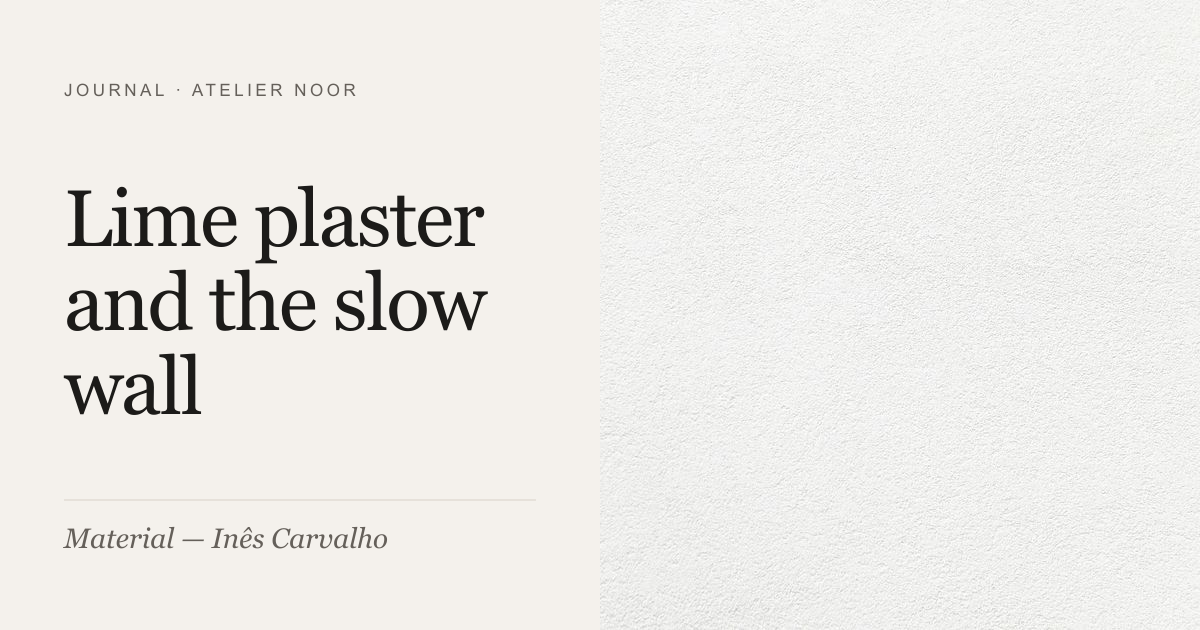 JOURNAL · ATELIER NOOR
Lime plaster
and the slow
wall
Material — Inês Carvalho